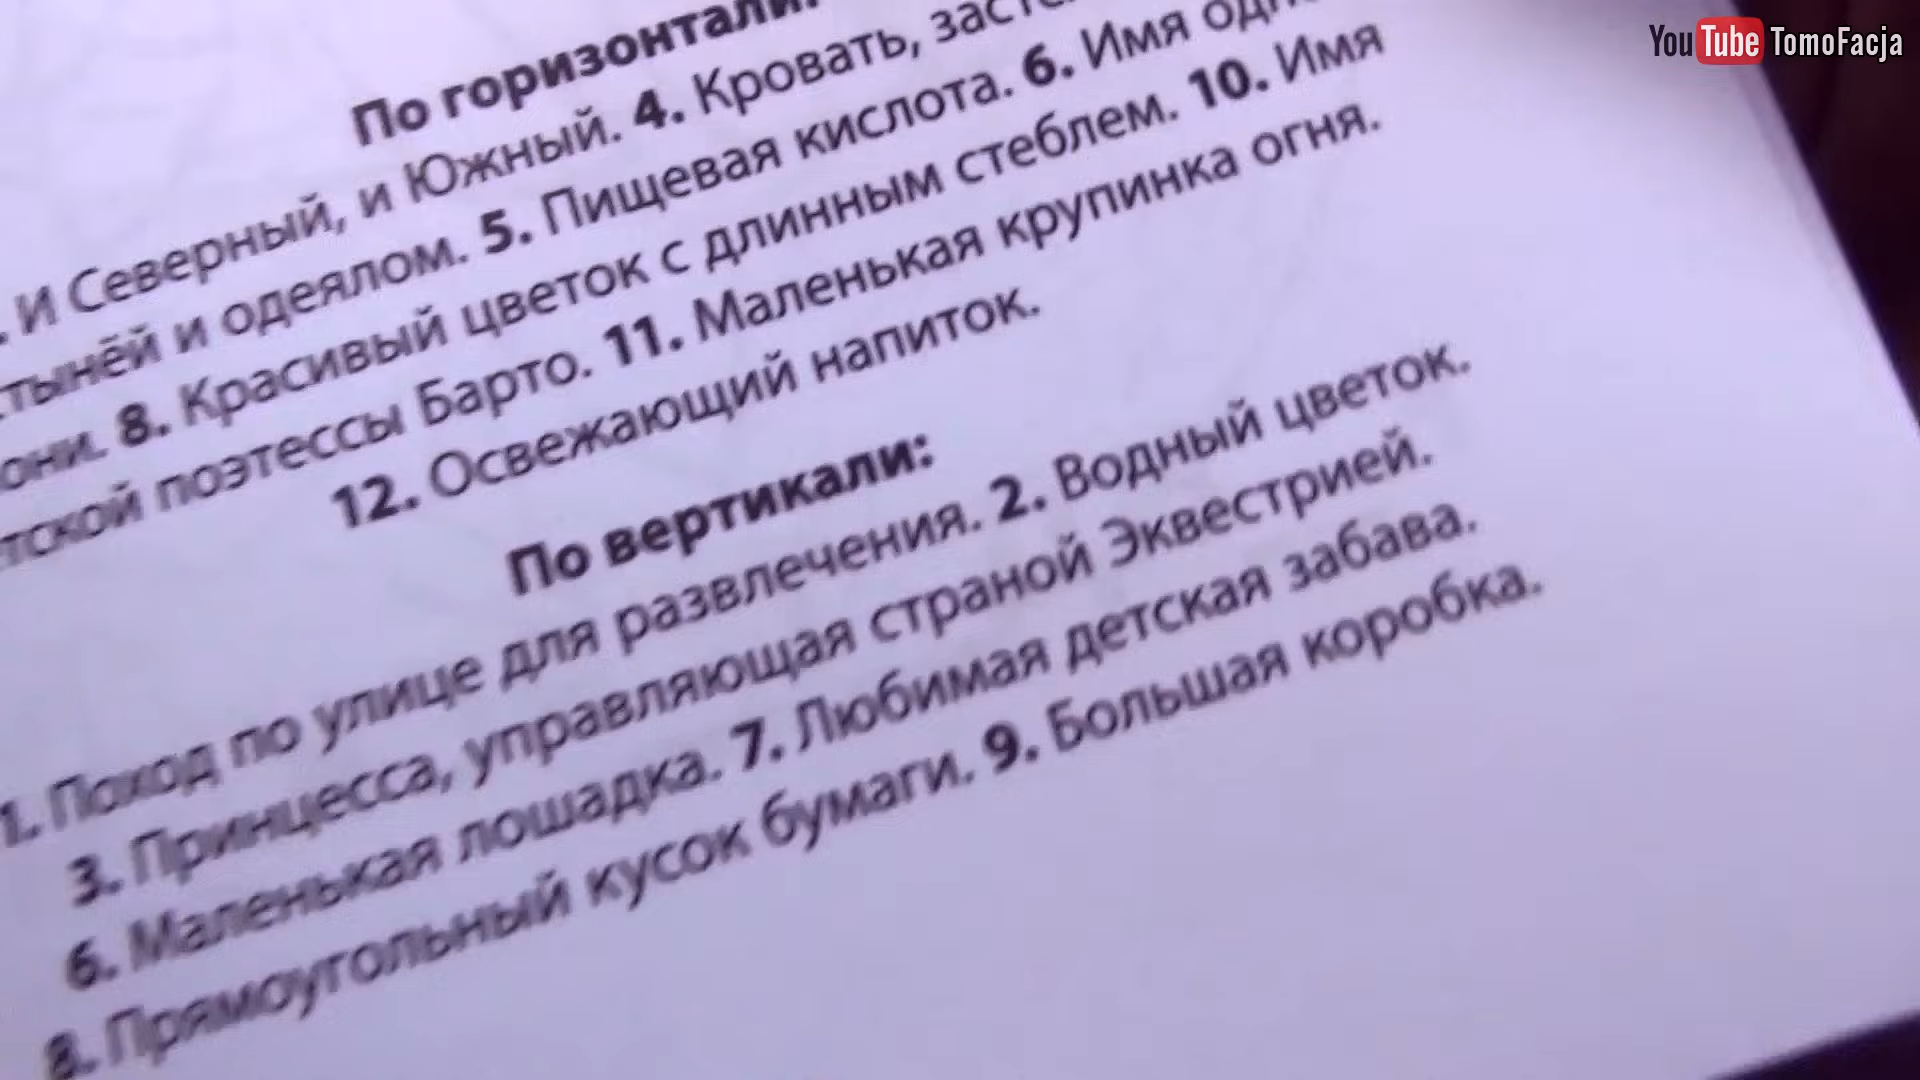 YouTube TomoFacja
По горизонтали:
И Северный, и Южный. 4. Кровать,
и одеялом. 5. Пищевая кислота. 6. Имя
8. Красивый цветок с длинным стеблем. 10. Имя
поэтессы Барто. 11. Маленькая крупинка огня.
12. Освежающий напиток.
По вертикали:
1. Поход по улице для развлечения. 2. Водный цветок.
3. Принцесса, управляющая страной Эквестрией.
6. Маленькая лошадка. 7. Любимая детская забава.
8. Прямоугольный кусок бумаги. 9. Большая коробка.